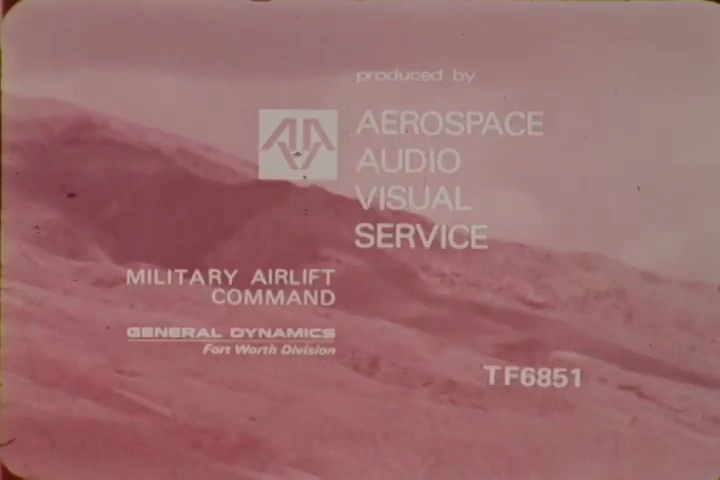 produced by
AEROSPACE
AUDIO
VISUAL
SERVICE
MILITARY AIRLIFT
COMMAND
GENERAL DYNAMICS
Fort Worth Division
TF6851